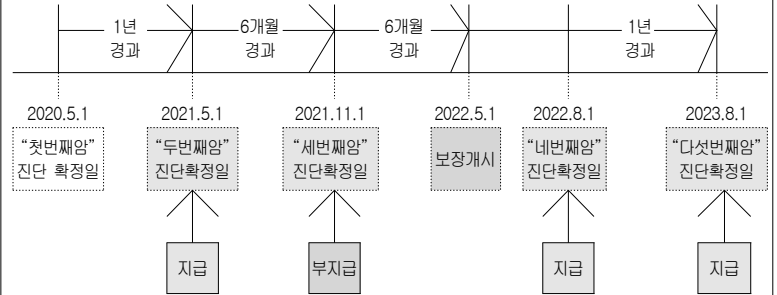 1년 6개월 6개월 1년
경과 경과 경과 경과
2020.5.1 2021.5.1 2021.11.1 2022.5.1 2022.8.1 2023.8.1
“첫번째암” “두번째암” “세번째암” 보장개시 “네번째암” “다섯번째암”
진단 확정일 진단확정일 진단확정일 진단확정일 진단확정일
지급 부지급 지급 지급